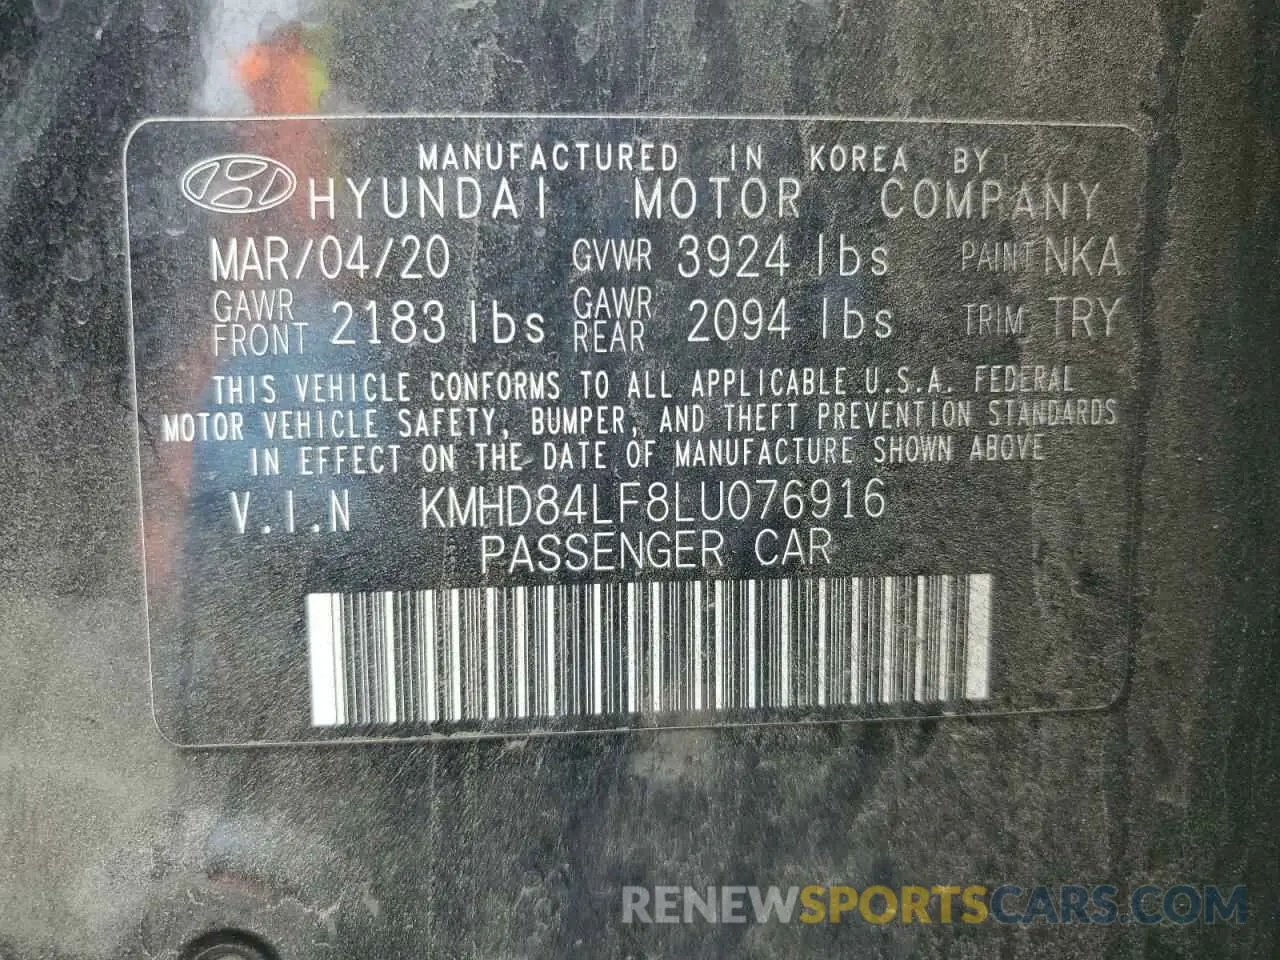 MANUFACTURED IN KOREA BY
HYUNDAI MOTOR COMPANY
MAR/04/20 GVWR 3924 lbs PAINT NKA
GAWR FRONT 2183 lbs GAWR REAR 2094 lbs TRIM TRY
THIS VEHICLE CONFORMS TO ALL APPLICABLE U.S.A. FEDERAL
MOTOR VEHICLE SAFETY, BUMPER, AND THEFT PREVENTION STANDARDS
IN EFFECT ON THE DATE OF MANUFACTURE SHOWN ABOVE
V.I.N KMHD84LF8LU076916
PASSENGER CAR
RENEWSPORTSCARS.COM